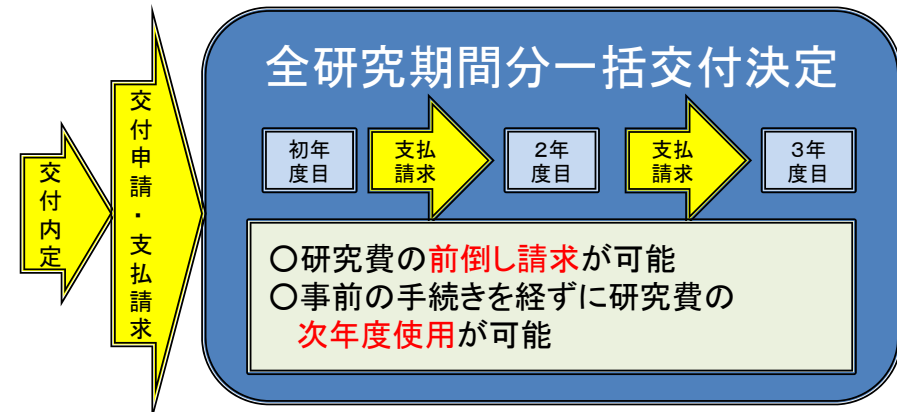 交付内定
交付申請・支払請求
全研究期間分一括交付決定
初年
度目
支払
請求
２年
度目
支払
請求
３年
度目
○研究費の前倒し請求が可能
○事前の手続きを経ずに研究費の
次年度使用が可能